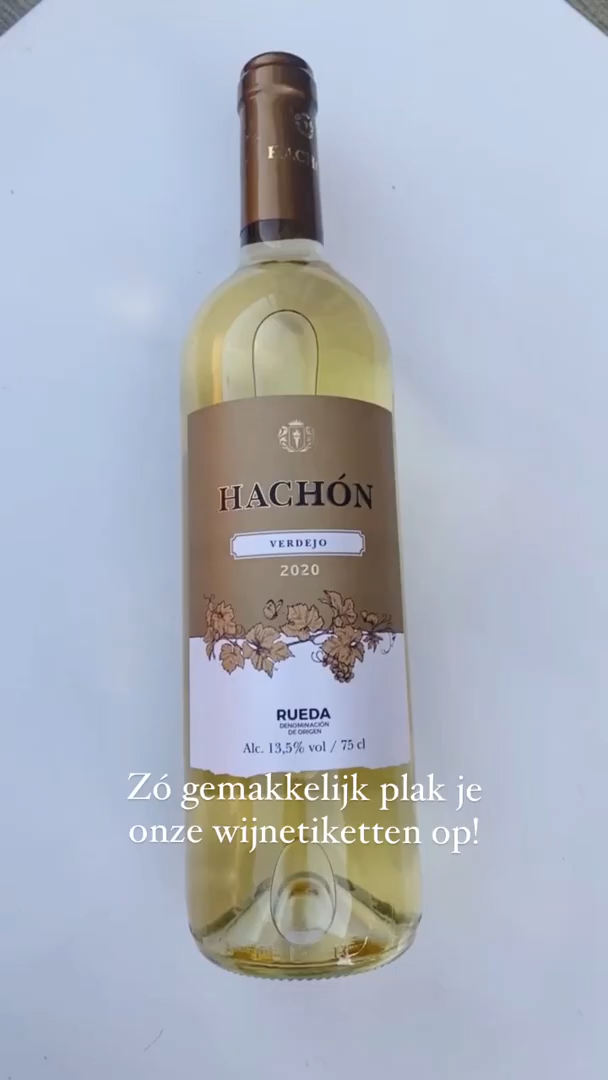 HACHÓN
VERDEJO
2020
RUEDA
DENOMINACIÓN
DE ORIGEN
Alc. 13,5% vol / 75 cl
Zó gemakkelijk plak je
onze wijnetiketten op!